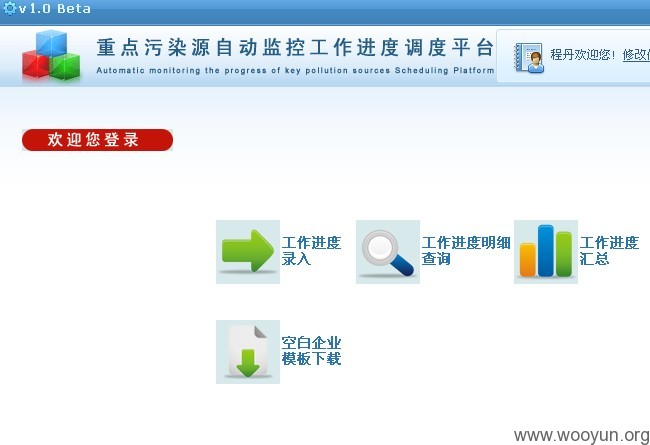 v1.0 Beta
重点污染源自动监控工作进度调度平台
Automatic monitoring the progress of key pollution sources Scheduling Platform
程丹欢迎您！修改
欢迎您登录
工作进度
录入
工作进度明细
查询
工作进度
汇总
空白企业
模板下载
www.wooyun.org